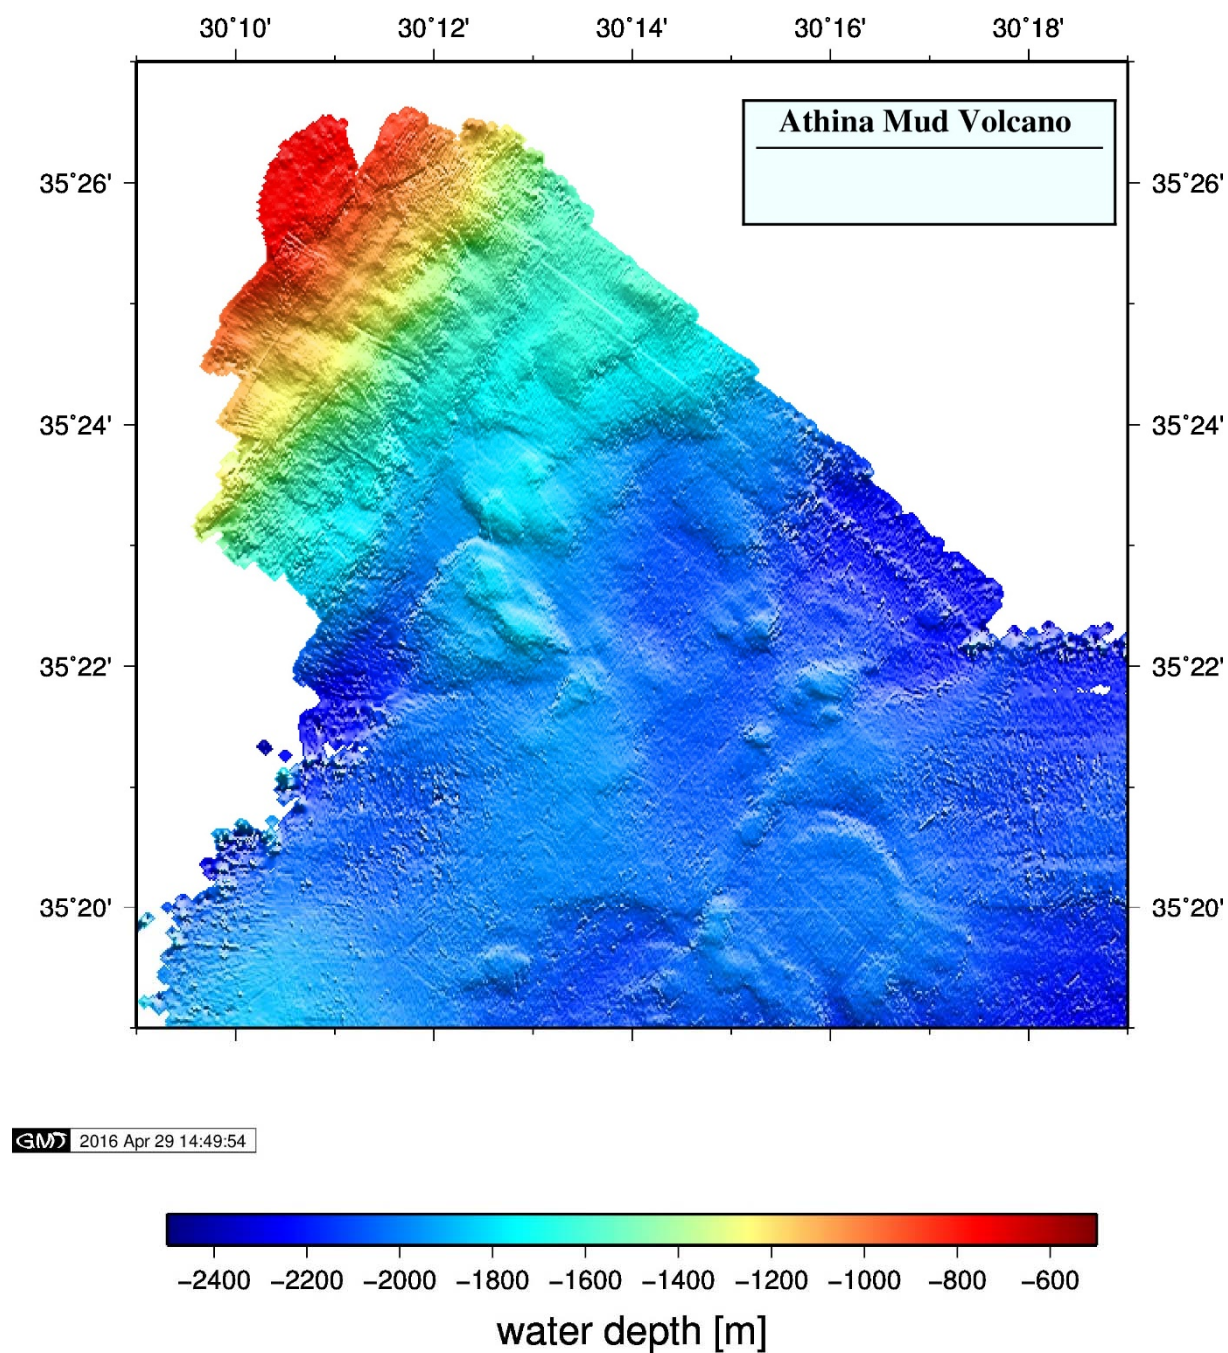 30°10' 30°12' 30°14' 30°16' 30°18'
Athina Mud Volcano
35°26' 35°26'
35°24' 35°24'
35°22' 35°22'
35°20' 35°20'
GMT 2016 Apr 29 14:49:54
−2400 −2200 −2000 −1800 −1600 −1400 −1200 −1000 −800 −600
water depth [m]